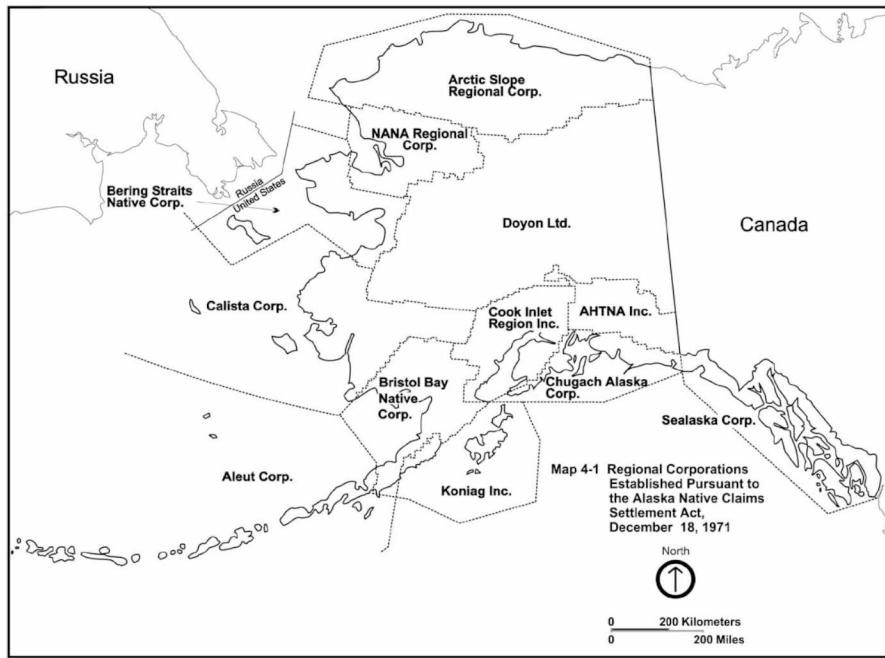 Russia
Arctic Slope
Regional Corp.
NANA Regional
Corp.
Bering Straits
Native Corp.
Russia
United States
Doyon Ltd.
Canada
Calista Corp.
Cook Inlet
Region Inc.
AHTNA Inc.
Bristol Bay
Native
Corp.
Chugach Alaska
Corp.
Sealaska Corp.
Aleut Corp.
Koniag Inc.
Map 4-1 Regional Corporations
Established Pursuant to
the Alaska Native Claims
Settlement Act,
December 18, 1971
North
0 200 Kilometers
0 200 Miles